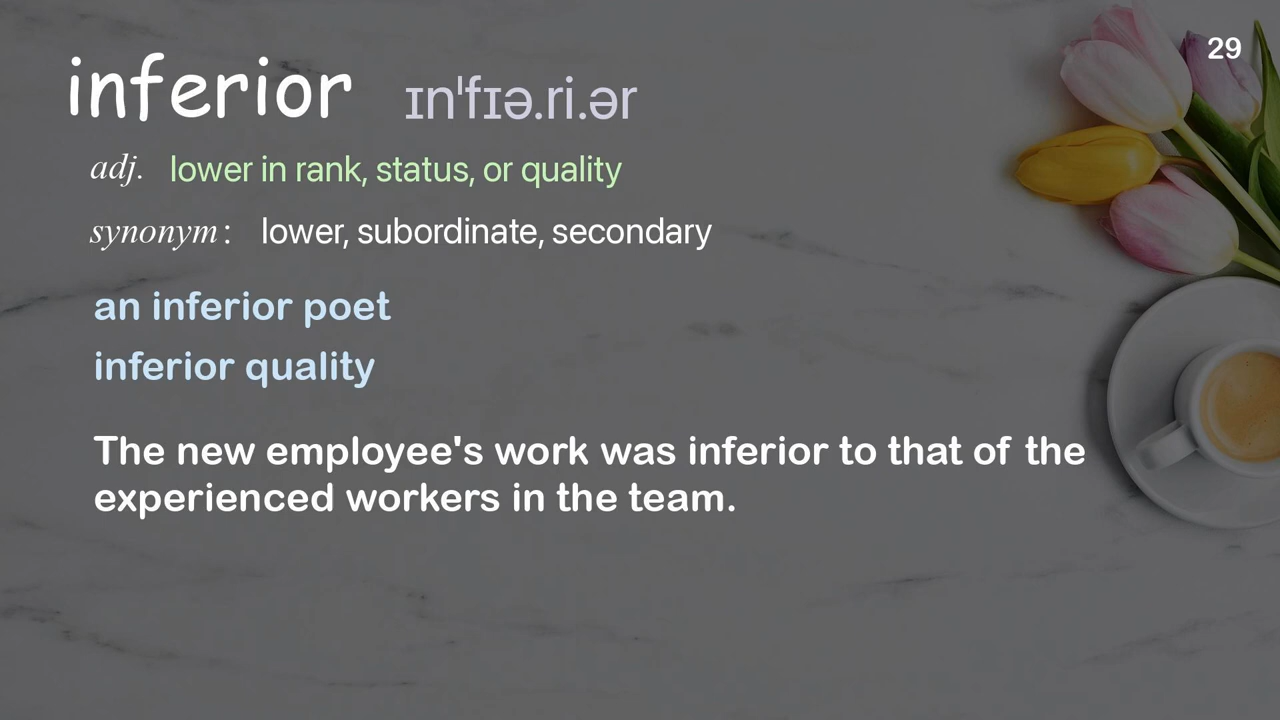 29
inferior ɪnˈfɪə.ri.ər
adj. lower in rank, status, or quality
synonym: lower, subordinate, secondary
an inferior poet
inferior quality
The new employee's work was inferior to that of the
experienced workers in the team.